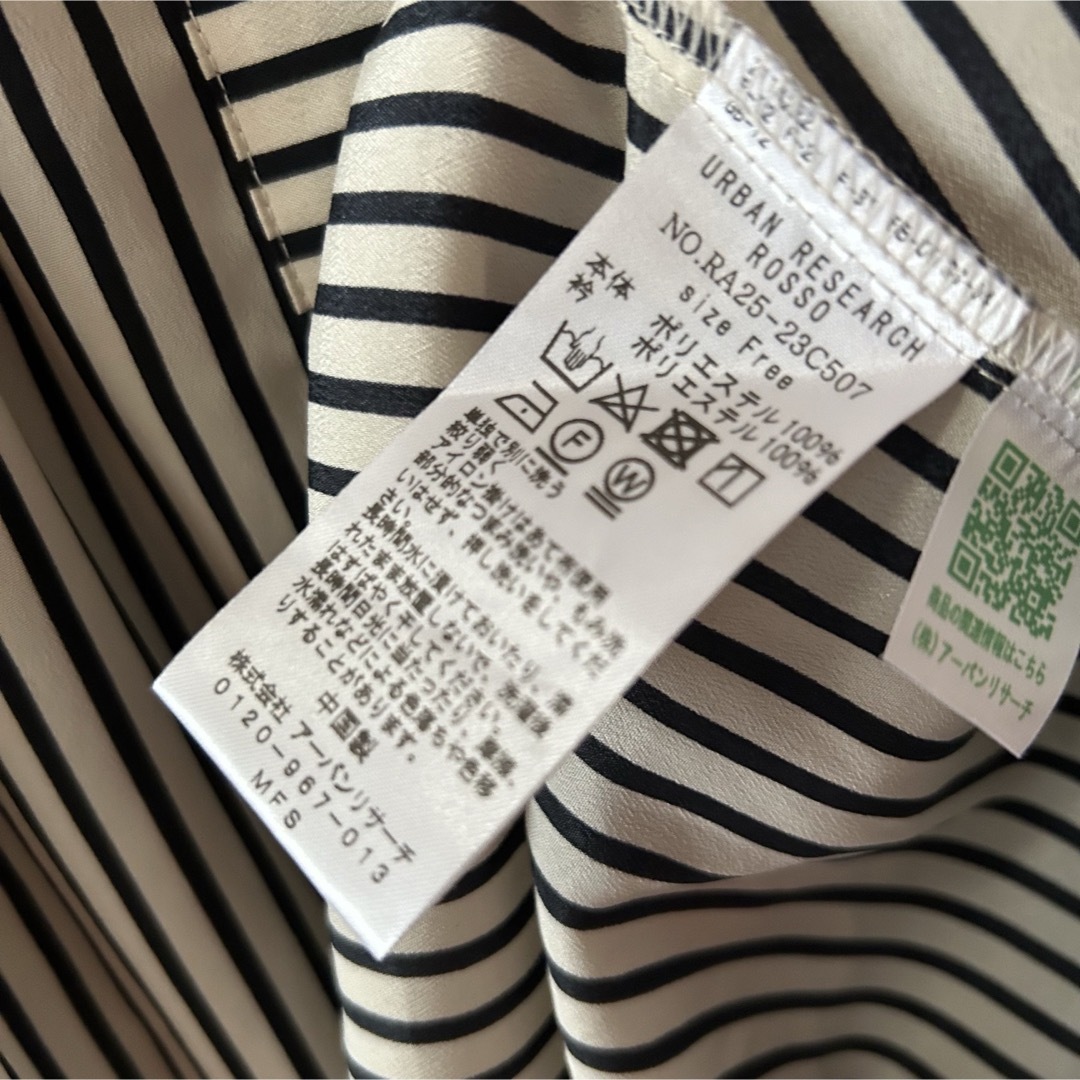 URBAN RESEARCH
ROSSO
NO.RA25-23C507
size Free
本体 ポリエステル100%
衿 ポリエステル100%
F
W
単独で別に洗う
絞り弱く
アイロン掛けはあて布使用
部分的なつまみ洗いや、もみ洗
いはせず、押し洗いをしてくだ
さい。
長時間水に漬けておいたり、濡
れたまま放置しないで、洗濯後
はすばやく干してください。
長時間日光に当たったり、
水濡れなどによる色落ちや色移
りすることがあります。
中国製
株式会社 アーバンリサーチ
0120-967-013
MFS
商品の関連情報はこちら
(株)アーバンリサーチ